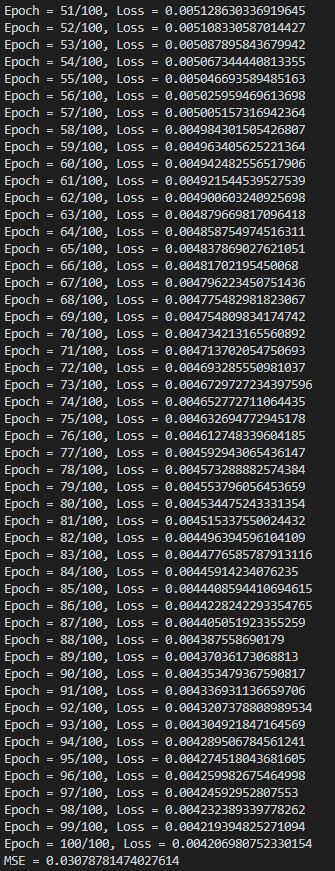 Epoch = 51/100, Loss = 0.005128630336919645
Epoch = 52/100, Loss = 0.005108330587014427
Epoch = 53/100, Loss = 0.005087895843679942
Epoch = 54/100, Loss = 0.005067344440813355
Epoch = 55/100, Loss = 0.005046693589485163
Epoch = 56/100, Loss = 0.005025959469613698
Epoch = 57/100, Loss = 0.005005157316942364
Epoch = 58/100, Loss = 0.004984301505426807
Epoch = 59/100, Loss = 0.004963405625221364
Epoch = 60/100, Loss = 0.004942482556517906
Epoch = 61/100, Loss = 0.004921544539527539
Epoch = 62/100, Loss = 0.004900603240925698
Epoch = 63/100, Loss = 0.004879669817096418
Epoch = 64/100, Loss = 0.004858754974516311
Epoch = 65/100, Loss = 0.004837869027621051
Epoch = 66/100, Loss = 0.00481702195450068
Epoch = 67/100, Loss = 0.004796223450751436
Epoch = 68/100, Loss = 0.004775482981823067
Epoch = 69/100, Loss = 0.004754809834174742
Epoch = 70/100, Loss = 0.004734213165560892
Epoch = 71/100, Loss = 0.004713702054750693
Epoch = 72/100, Loss = 0.004693285550981037
Epoch = 73/100, Loss = 0.0046729727234397596
Epoch = 74/100, Loss = 0.004652772711064435
Epoch = 75/100, Loss = 0.004632694772945178
Epoch = 76/100, Loss = 0.004612748339604185
Epoch = 77/100, Loss = 0.004592943065436147
Epoch = 78/100, Loss = 0.004573288882574384
Epoch = 79/100, Loss = 0.004553796056453659
Epoch = 80/100, Loss = 0.004534475243331354
Epoch = 81/100, Loss = 0.004515337550024432
Epoch = 82/100, Loss = 0.004496394596104109
Epoch = 83/100, Loss = 0.0044776585787913116
Epoch = 84/100, Loss = 0.00445914234076235
Epoch = 85/100, Loss = 0.0044408594410694615
Epoch = 86/100, Loss = 0.0044228242293354765
Epoch = 87/100, Loss = 0.004405051923355259
Epoch = 88/100, Loss = 0.004387558690179
Epoch = 89/100, Loss = 0.00437036173068813
Epoch = 90/100, Loss = 0.004353479367590817
Epoch = 91/100, Loss = 0.004336931136659706
Epoch = 92/100, Loss = 0.0043207378808989534
Epoch = 93/100, Loss = 0.004304921847164569
Epoch = 94/100, Loss = 0.004289506784561241
Epoch = 95/100, Loss = 0.004274518043681605
Epoch = 96/100, Loss = 0.004259982675464998
Epoch = 97/100, Loss = 0.00424592952807553
Epoch = 98/100, Loss = 0.004232389339778262
Epoch = 99/100, Loss = 0.004219394825271094
Epoch = 100/100, Loss = 0.004206980752330154
MSE = 0.03078781474027614